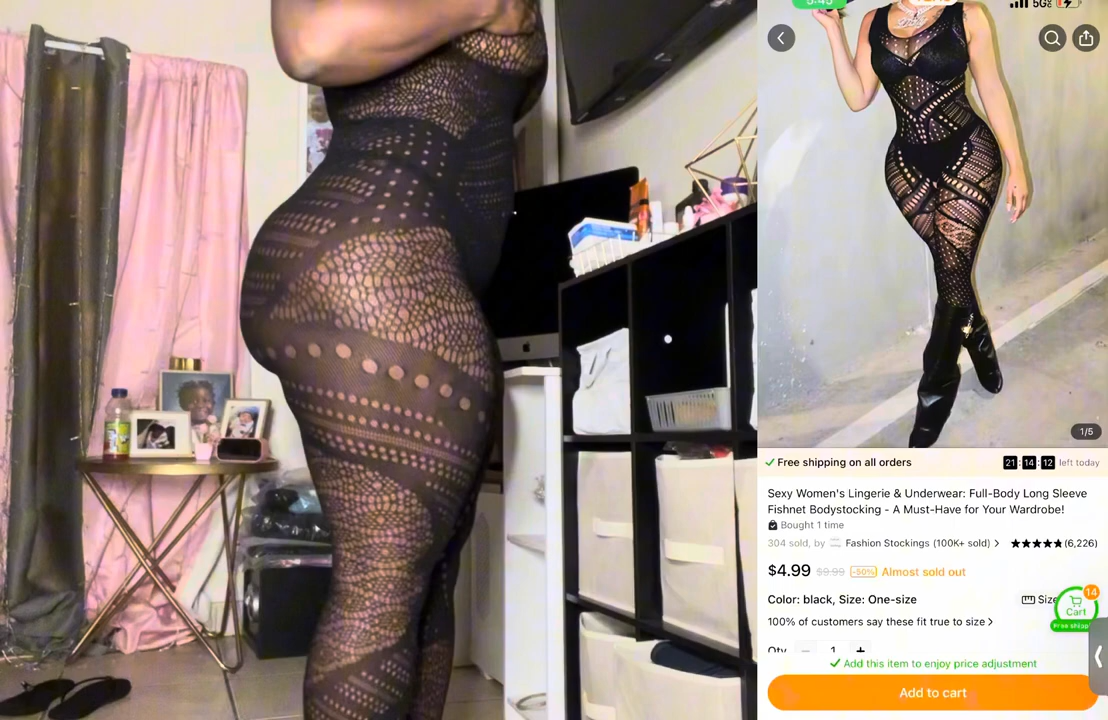 5:45
5G
1/5
Free shipping on all orders
21:14:12 left today
Sexy Women's Lingerie & Underwear: Full-Body Long Sleeve
Fishnet Bodystocking - A Must-Have for Your Wardrobe!
Bought 1 time
304 sold, by Fashion Stockings (100K+ sold) >
(6,226)
$4.99 $9.99 -50% Almost sold out
Color: black, Size: One-size
Size
14
Cart
Free shipp
100% of customers say these fit true to size >
Qty − 1 +
Add this item to enjoy price adjustment
Add to cart